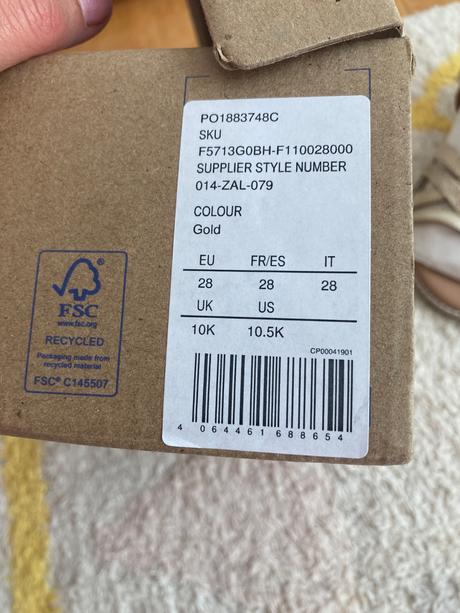 PO1883748C
SKU
F5713G0BH-F110028000
SUPPLIER STYLE NUMBER
014-ZAL-079
COLOUR
Gold
EU FR/ES IT
28 28 28
UK US
10K 10.5K
CP00041901
4 064461 688654
FSC
www.fsc.org
RECYCLED
Packaging made from
recycled material
FSC® C145507